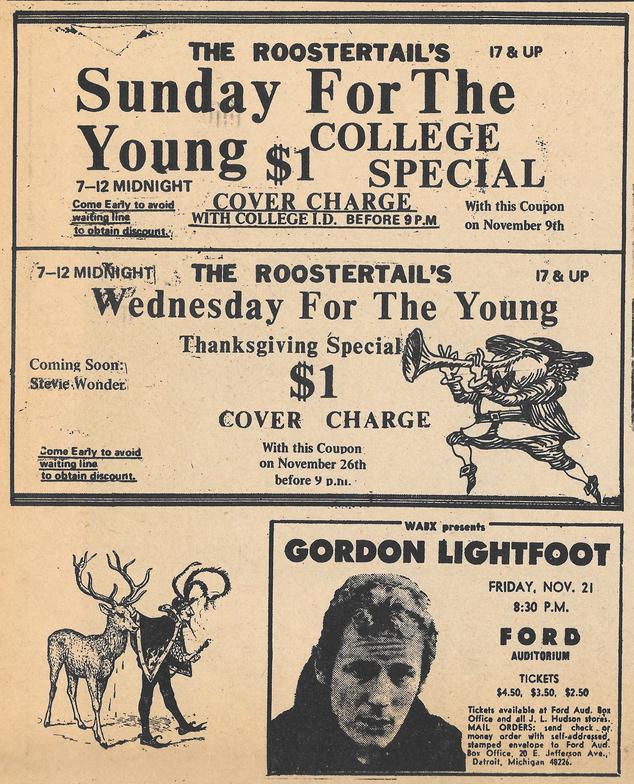 THE ROOSTERTAIL'S 17 & UP
Sunday For The
Young $1 COLLEGE
SPECIAL
7–12 MIDNIGHT
COVER CHARGE
WITH COLLEGE I.D. BEFORE 9 P.M
Come Early to avoid
waiting line
to obtain discount.
With this Coupon
on November 9th
7–12 MIDNIGHT THE ROOSTERTAIL'S 17 & UP
Wednesday For The Young
Thanksgiving Special
$1
COVER CHARGE
Coming Soon:
Stevie Wonder
Come Early to avoid
waiting line
to obtain discount.
With this Coupon
on November 26th
before 9 p.m.
WABX presents
GORDON LIGHTFOOT
FRIDAY, NOV. 21
8:30 P.M.
FORD
AUDITORIUM
TICKETS
$4.50, $3.50, $2.50
Tickets available at Ford Aud. Box
Office and all J. L. Hudson stores.
MAIL ORDERS: send check or
money order with self-addressed,
stamped envelope to Ford Aud.
Box Office, 20 E. Jefferson Ave.,
Detroit, Michigan 48226.